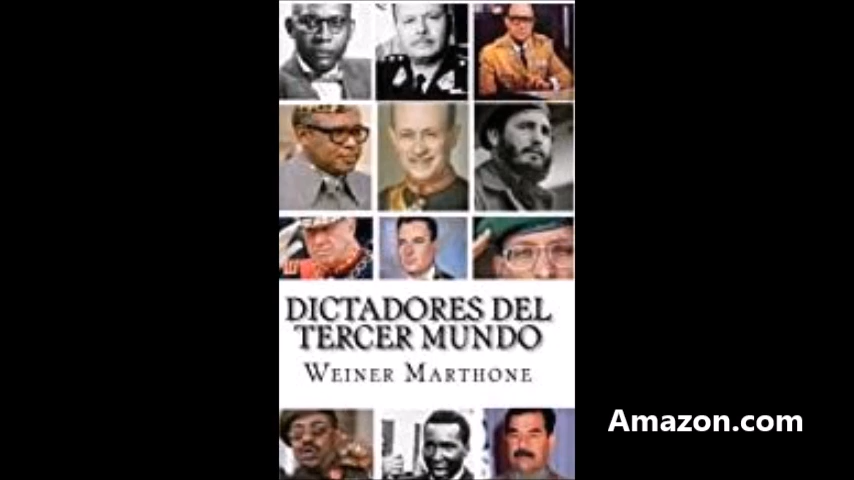 DICTADORES DEL
TERCER MUNDO
WEINER MARTHONE
Amazon.com